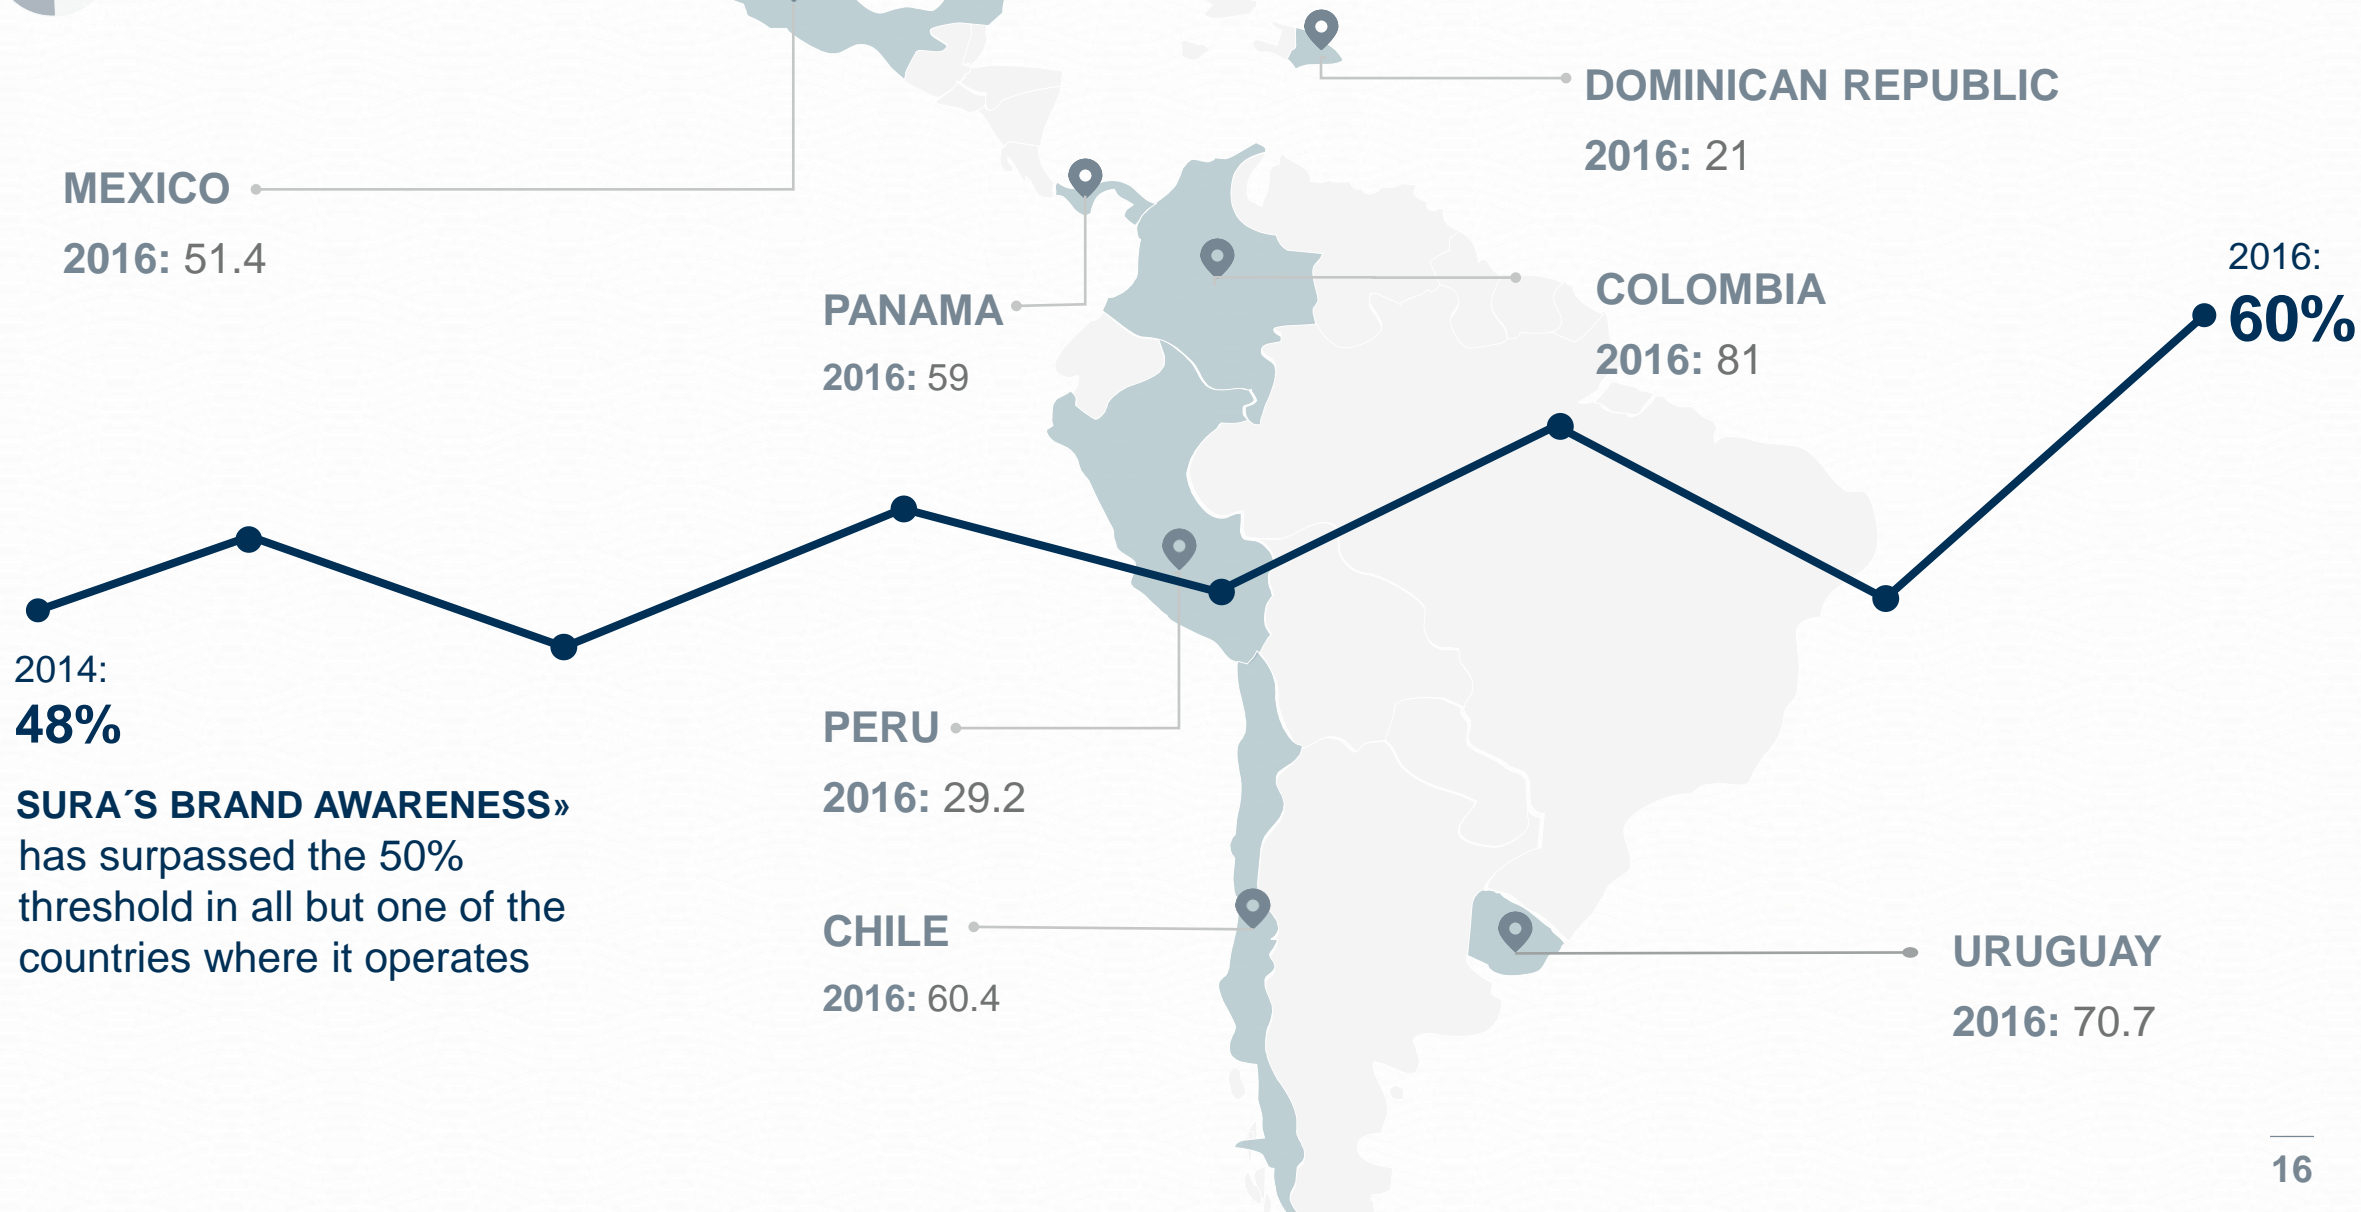 DOMINICAN REPUBLIC
2016: 21
MEXICO
2016: 51.4
PANAMA
2016: 59
COLOMBIA
2016: 81
2016:
60%
2014:
48%
SURA´S BRAND AWARENESS»
has surpassed the 50%
threshold in all but one of the
countries where it operates
PERU
2016: 29.2
CHILE
2016: 60.4
URUGUAY
2016: 70.7
16